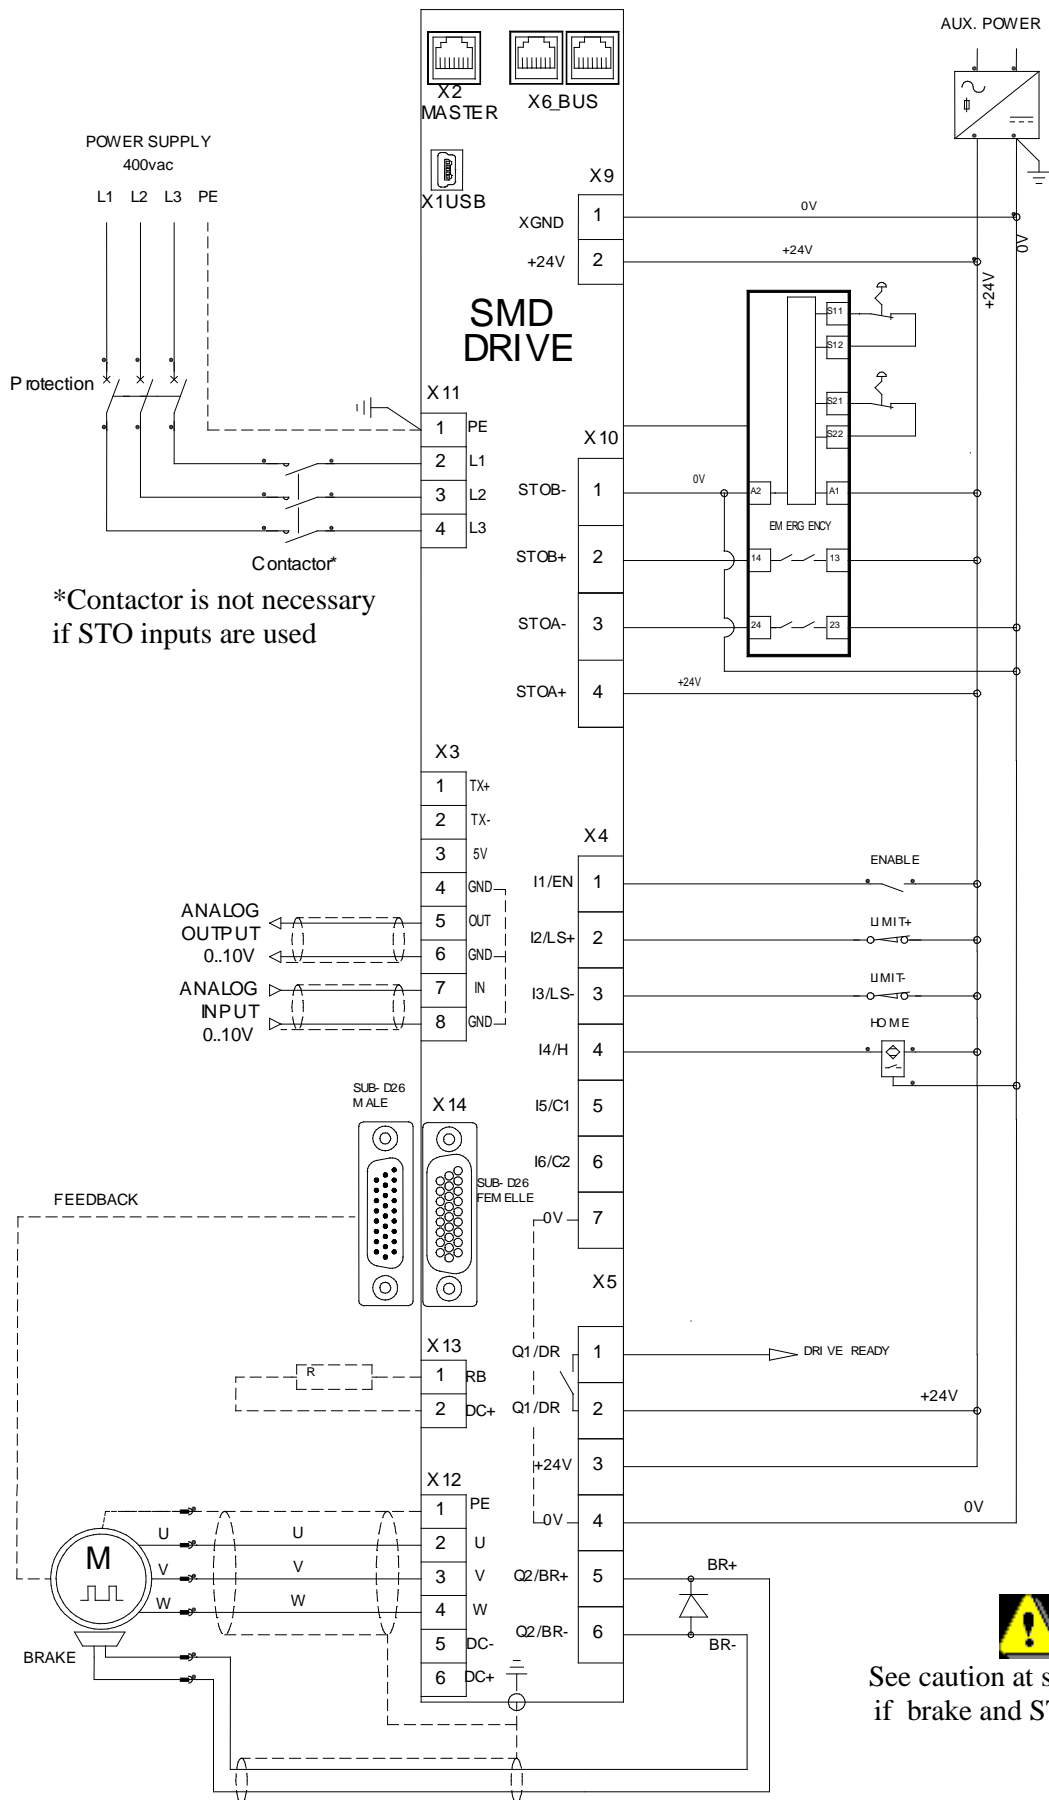 AUX. POWER
X2
MASTER
X6_BUS
POWER SUPPLY
400vac
L1 L2 L3 PE
X1USB
X9
XGND 1 0V
+24V 2 +24V
0V
+24V
SMD
DRIVE
Protection
S11
S12
S21
S22
X11
1 PE
2 L1
3 L2
4 L3
Contactor*
*Contactor is not necessary
if STO inputs are used
X10
STOB- 1 0V A2 A1
EMERGENCY
STOB+ 2 14 13
STOA- 3 24 23
STOA+ 4 +24V
X3
1 TX+
2 TX-
3 5V
4 GND
5 OUT
6 GND
7 IN
8 GND
ANALOG
OUTPUT
0..10V
ANALOG
INPUT
0..10V
X4
I1/EN 1 ENABLE
I2/LS+ 2 LIMIT+
I3/LS- 3 LIMIT-
I4/H 4 HOME
I5/C1 5
I6/C2 6
0V 7
SUB-D26
MALE
X14
SUB-D26
FEMELLE
FEEDBACK
X5
Q1/DR 1 DRIVE READY
Q1/DR 2 +24V
+24V 3
0V 4 0V
Q2/BR+ 5 BR+
Q2/BR- 6 BR-
X13
R 1 RB
2 DC+
X12
1 PE
U U 2 U
V V 3 V
W W 4 W
5 DC-
6 DC+
M
BRAKE
See caution at s
if brake and S